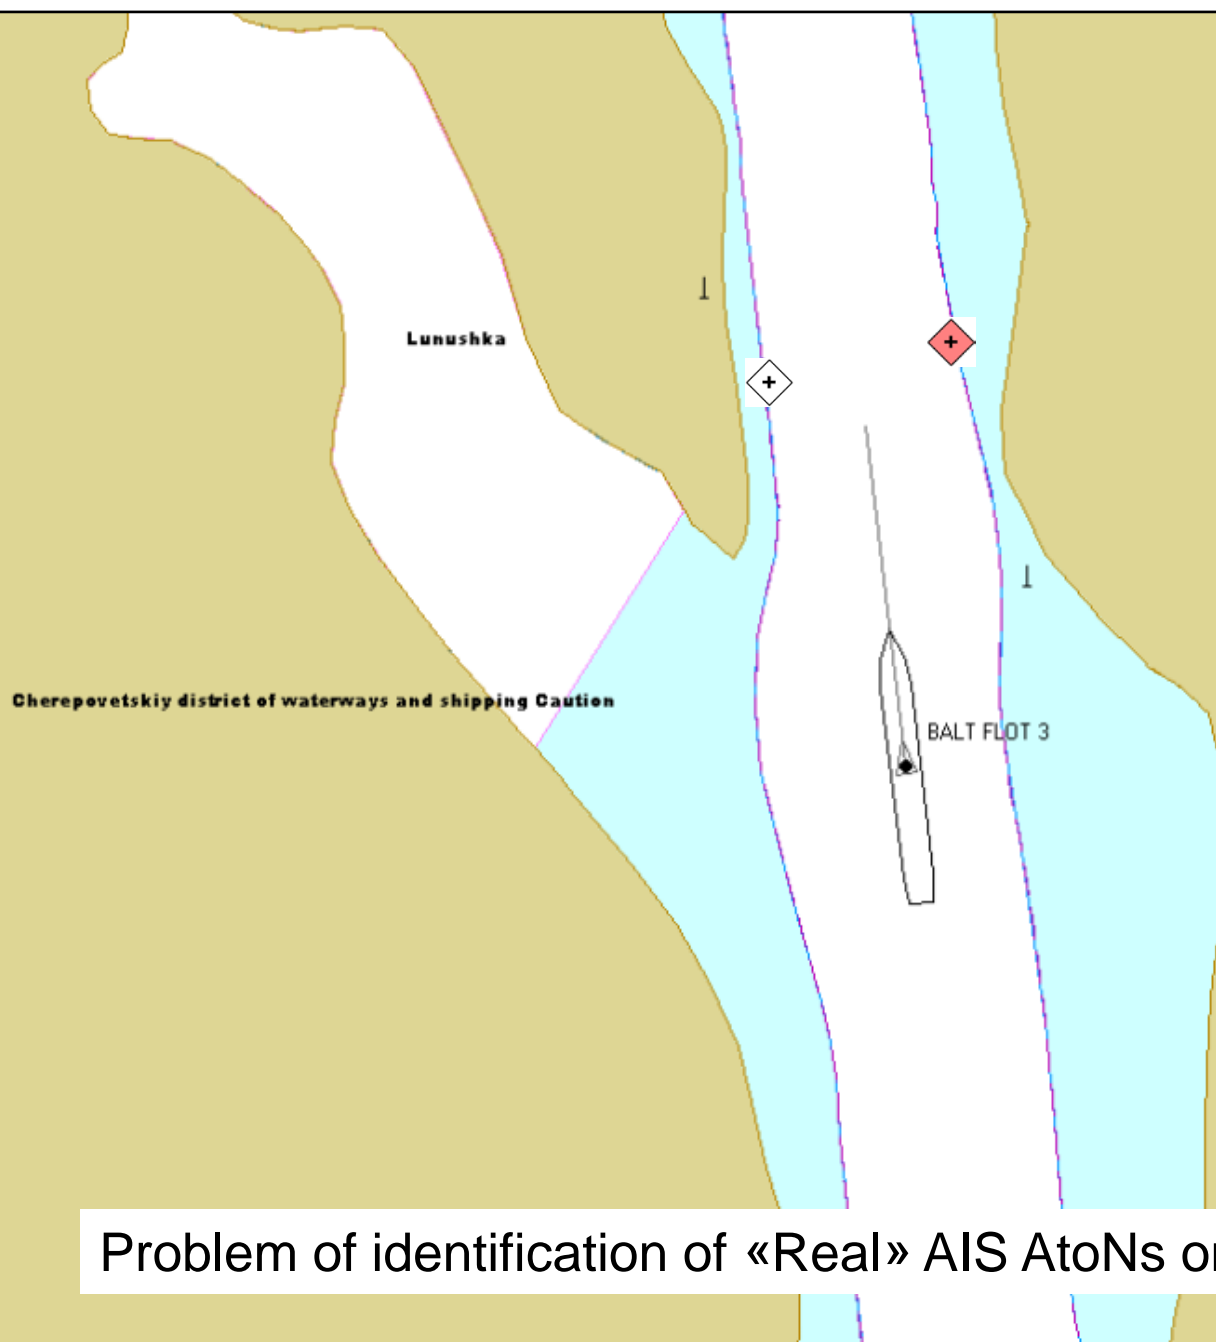 Lunushka
Cherepovetskiy district of waterways and shipping Caution
BALT FLOT 3
Problem of identification of «Real» AIS AtoNs